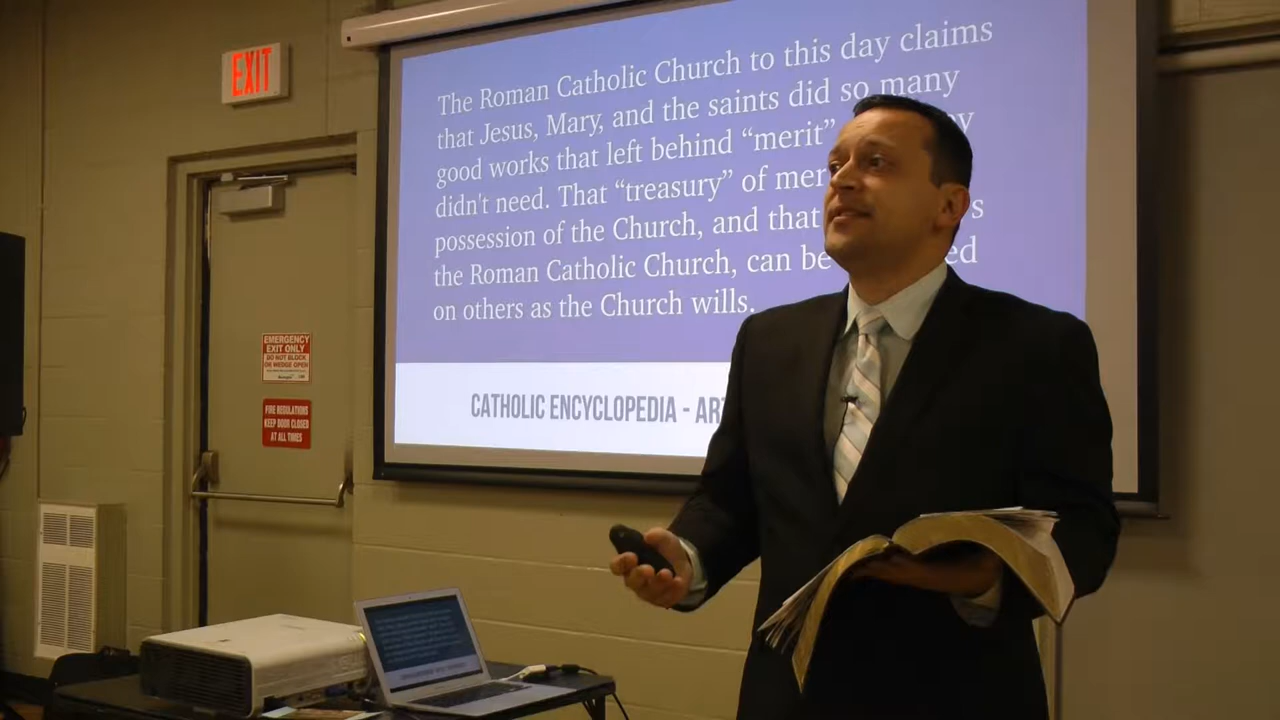 EXIT
The Roman Catholic Church to this day claims
that Jesus, Mary, and the saints did so many
good works that left behind “merit”
didn't need. That “treasury” of
possession of the Church, and that
the Roman Catholic Church, can be
on others as the Church wills.
CATHOLIC ENCYCLOPEDIA -
EMERGENCY
EXIT ONLY
DO NOT BLOCK
OR WEDGE OPEN
FIRE REGULATIONS
KEEP DOOR CLOSED
AT ALL TIMES